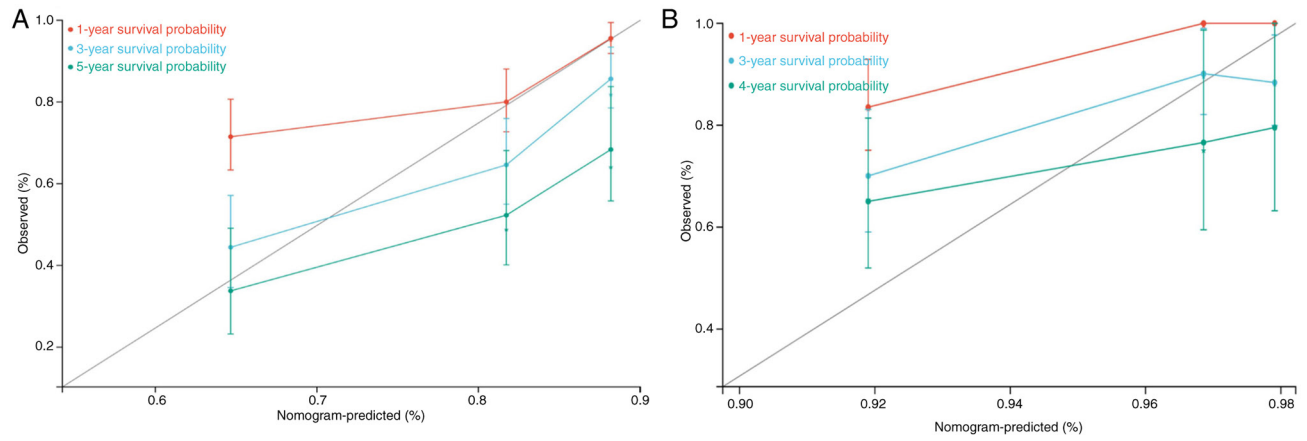 A
1-year survival probability
3-year survival probability
5-year survival probability
Observed (%)
1.0
0.8
0.6
0.4
0.2
0.6
0.7
0.8
0.9
Nomogram-predicted (%)
B
1-year survival probability
3-year survival probability
4-year survival probability
Observed (%)
1.0
0.8
0.6
0.4
0.90
0.92
0.94
0.96
0.98
Nomogram-predicted (%)